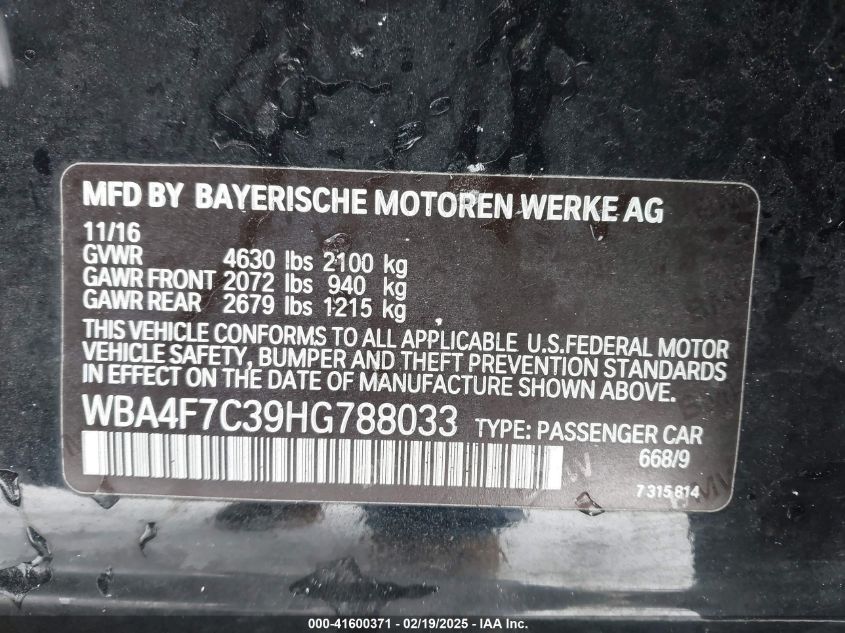 MFD BY BAYERISCHE MOTOREN WERKE AG
11/16
GVWR 4630 lbs 2100 kg
GAWR FRONT 2072 lbs 940 kg
GAWR REAR 2679 lbs 1215 kg
THIS VEHICLE CONFORMS TO ALL APPLICABLE U.S.FEDERAL MOTOR
VEHICLE SAFETY, BUMPER AND THEFT PREVENTION STANDARDS
IN EFFECT ON THE DATE OF MANUFACTURE SHOWN ABOVE.
WBA4F7C39HG788033 TYPE: PASSENGER CAR
668/9
7315814
000-41600371 - 02/19/2025 - IAA Inc.